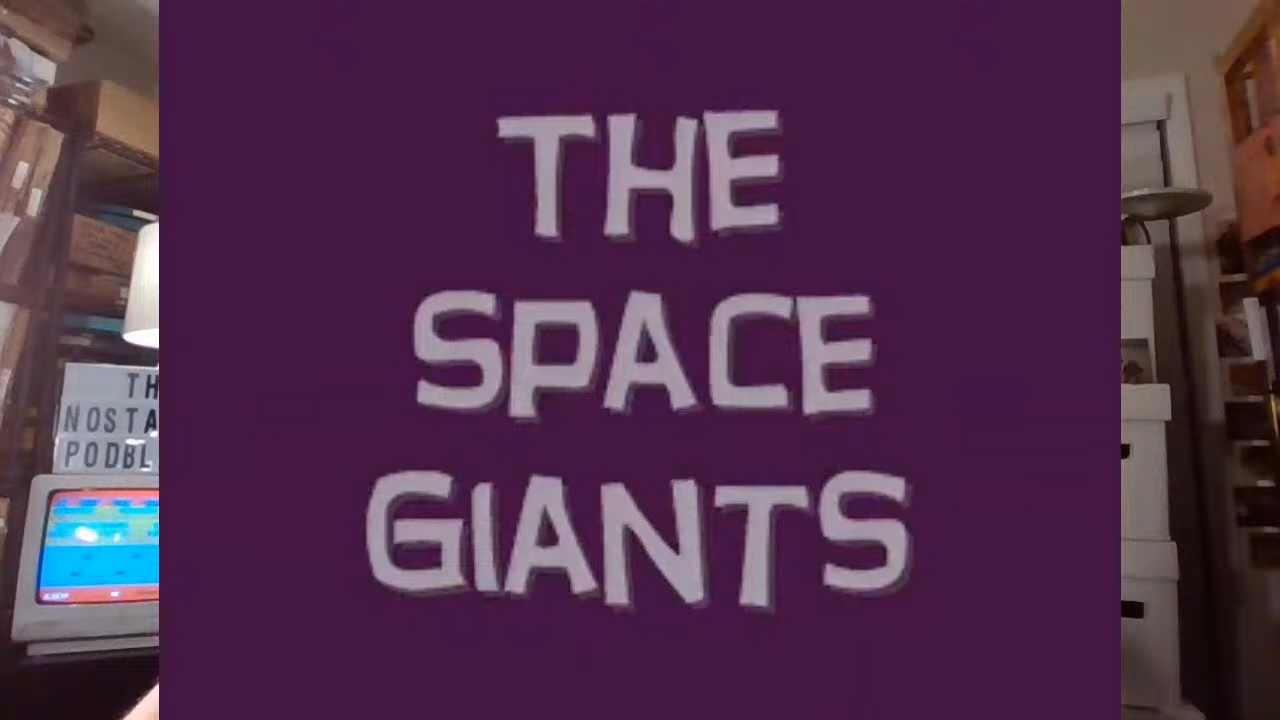 THE
SPACE
GIANTS
TH
NOSTA
PODBL